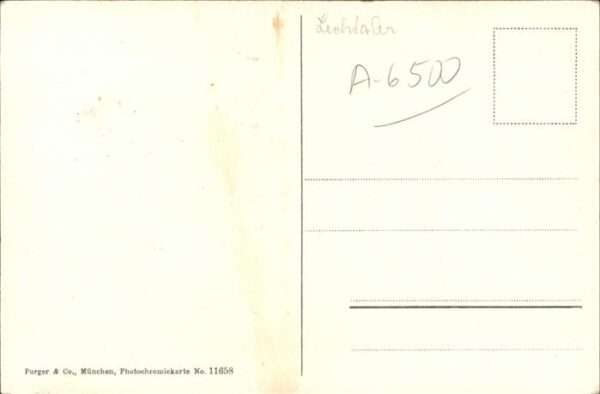 Lechtaler
A-6500
Purger & Co., München, Photochromiekarte No. 11658